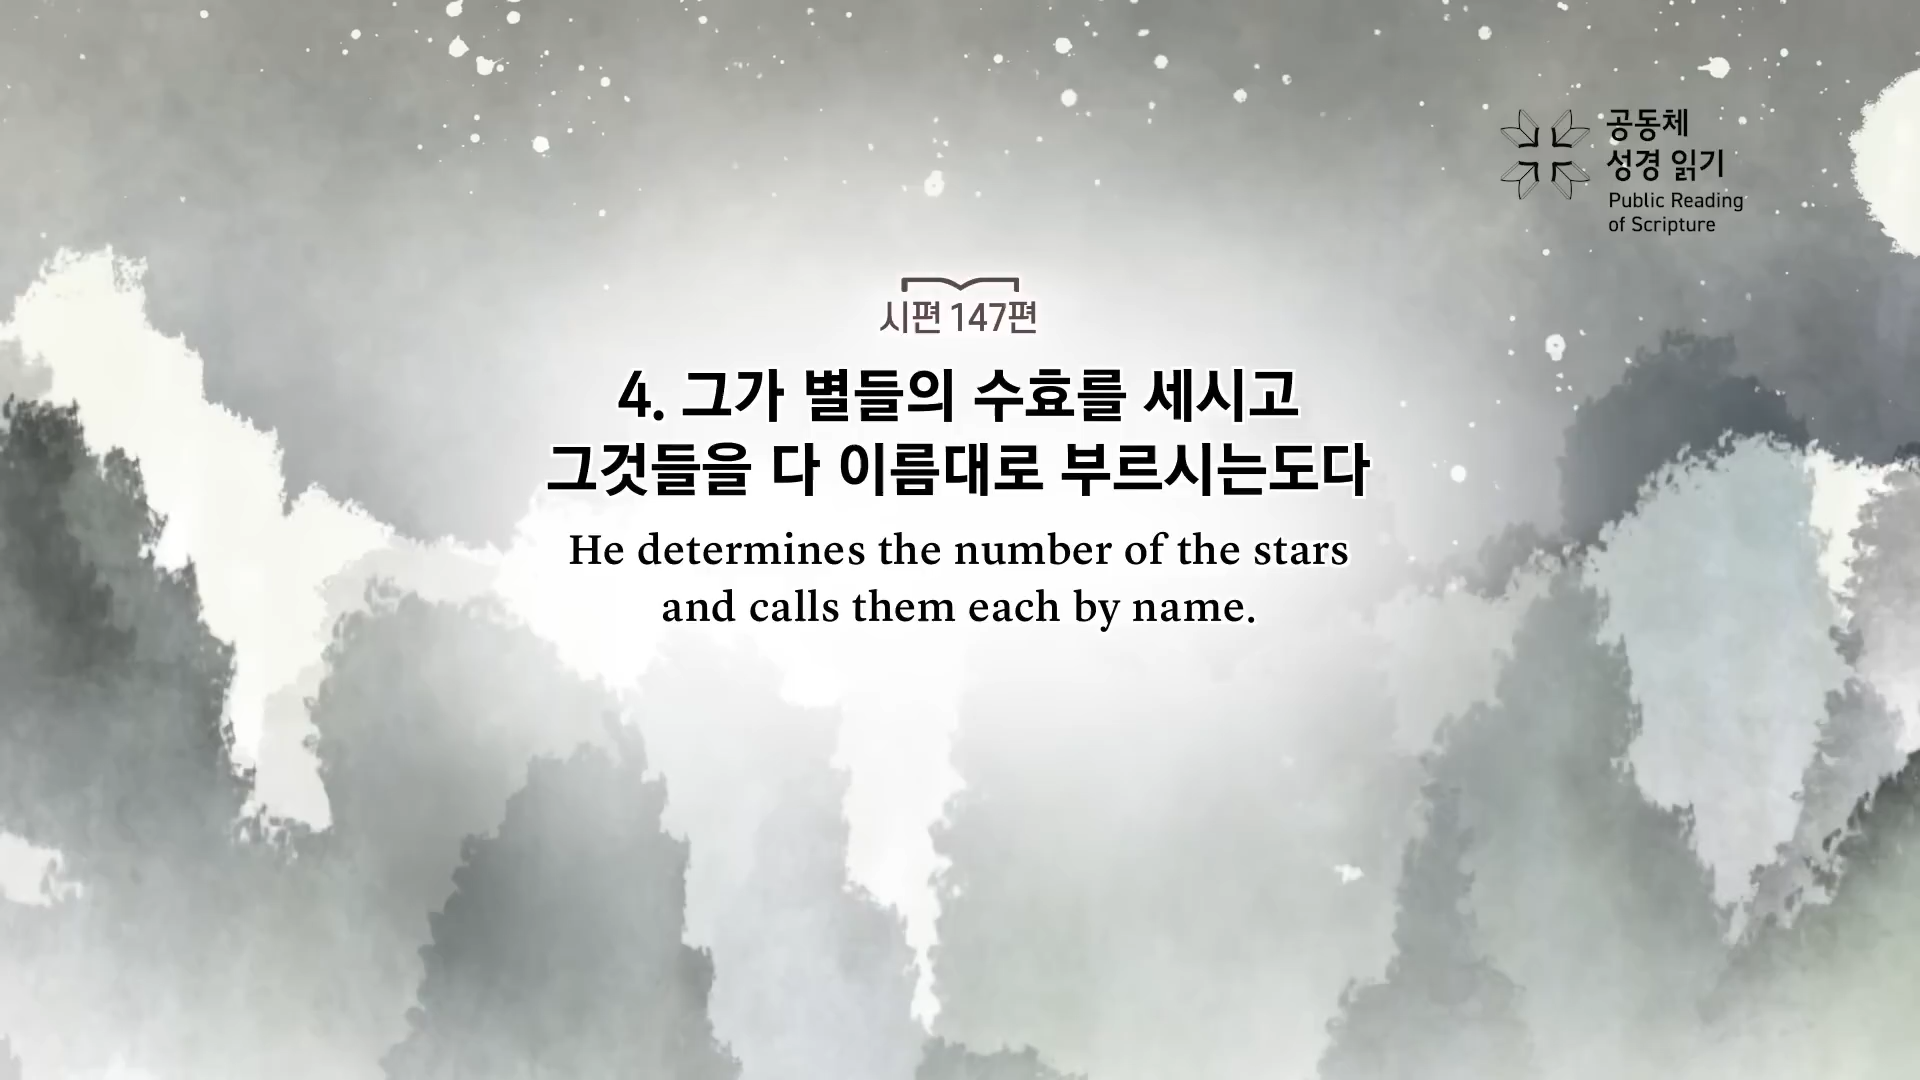 공동체
성경 읽기
Public Reading
of Scripture
시편 147편
4. 그가 별들의 수효를 세시고
그것들을 다 이름대로 부르시는도다
He determines the number of the stars
and calls them each by name.